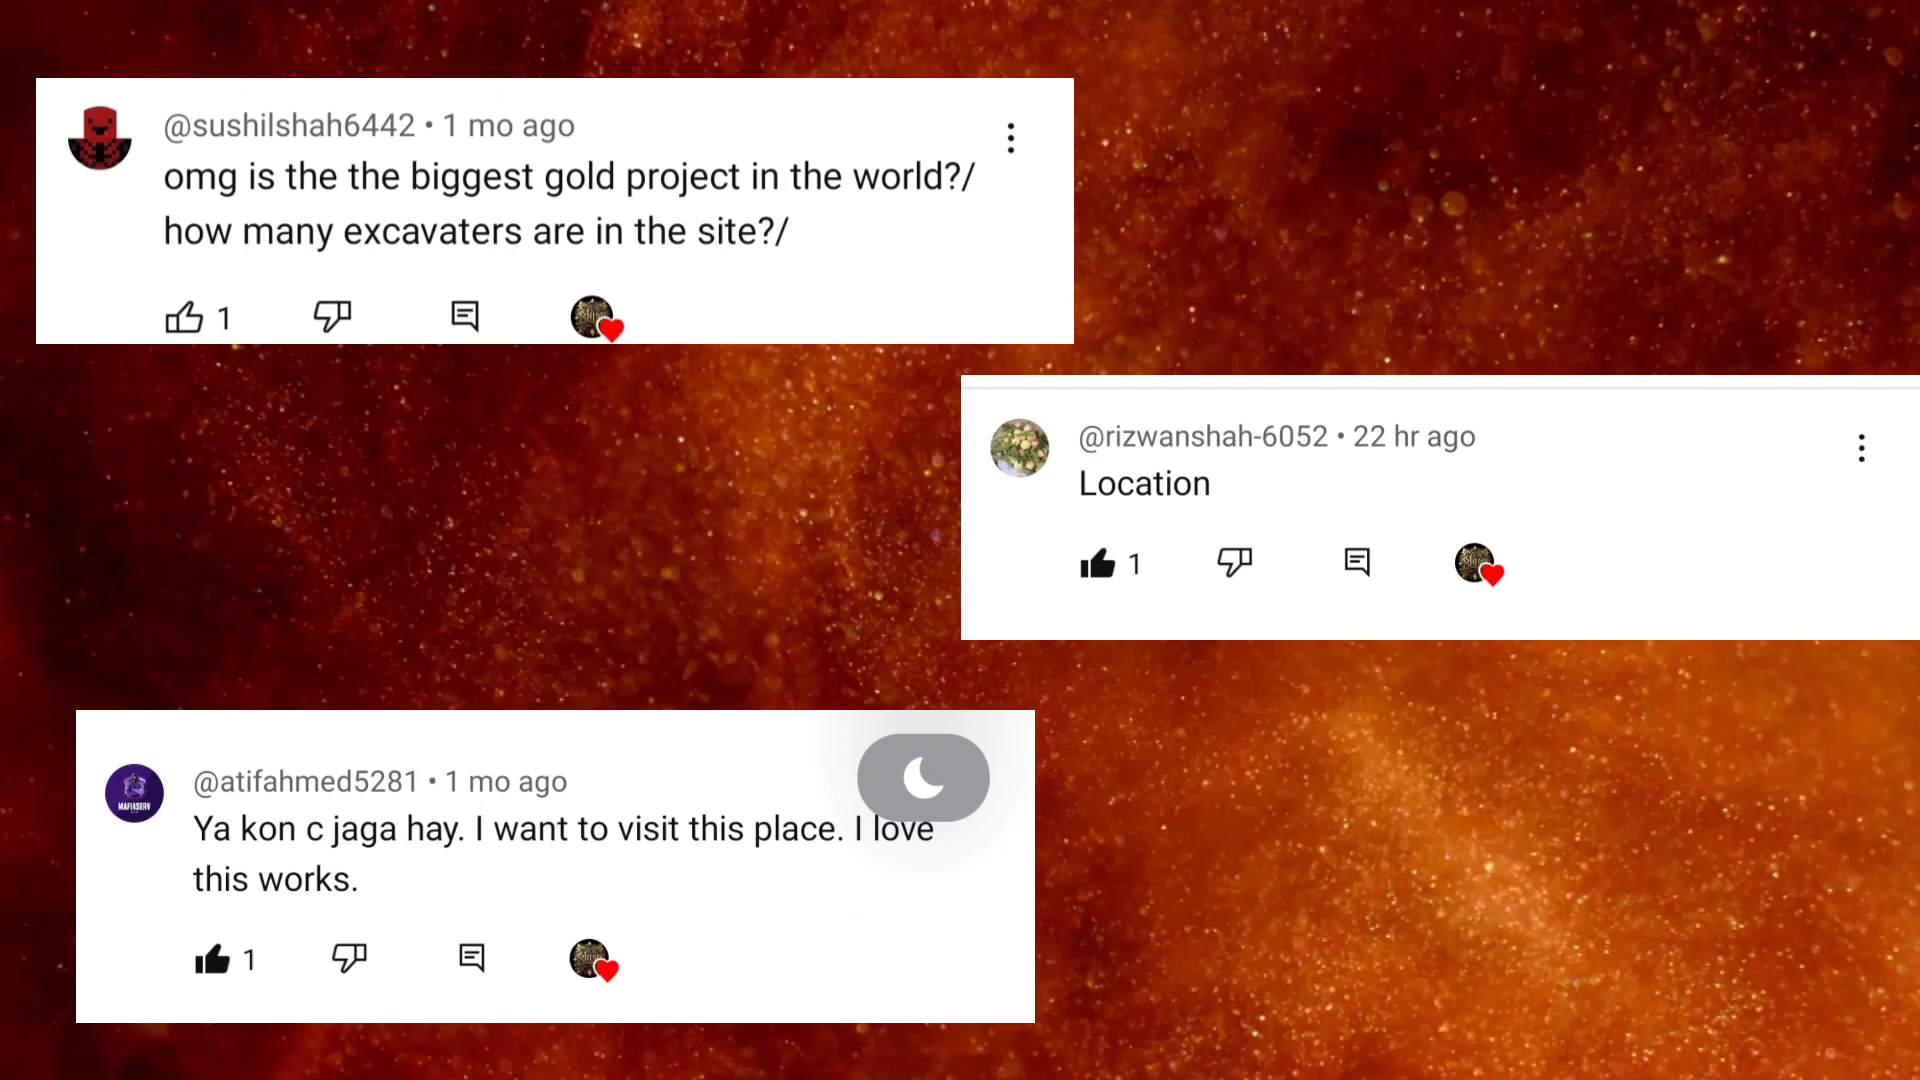 @sushilshah6442 • 1 mo ago
omg is the the biggest gold project in the world?/
how many excavaters are in the site?/
1
@rizwanshah-6052 • 22 hr ago
Location
1
@atifahmed5281 • 1 mo ago
Ya kon c jaga hay. I want to visit this place. I love
this works.
1
MAFIASERV